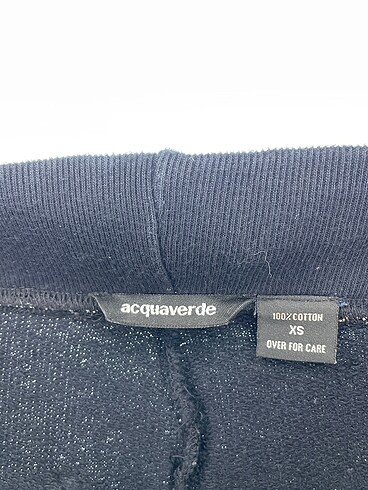 acquaverde
100% COTTON
XS
OVER FOR CARE